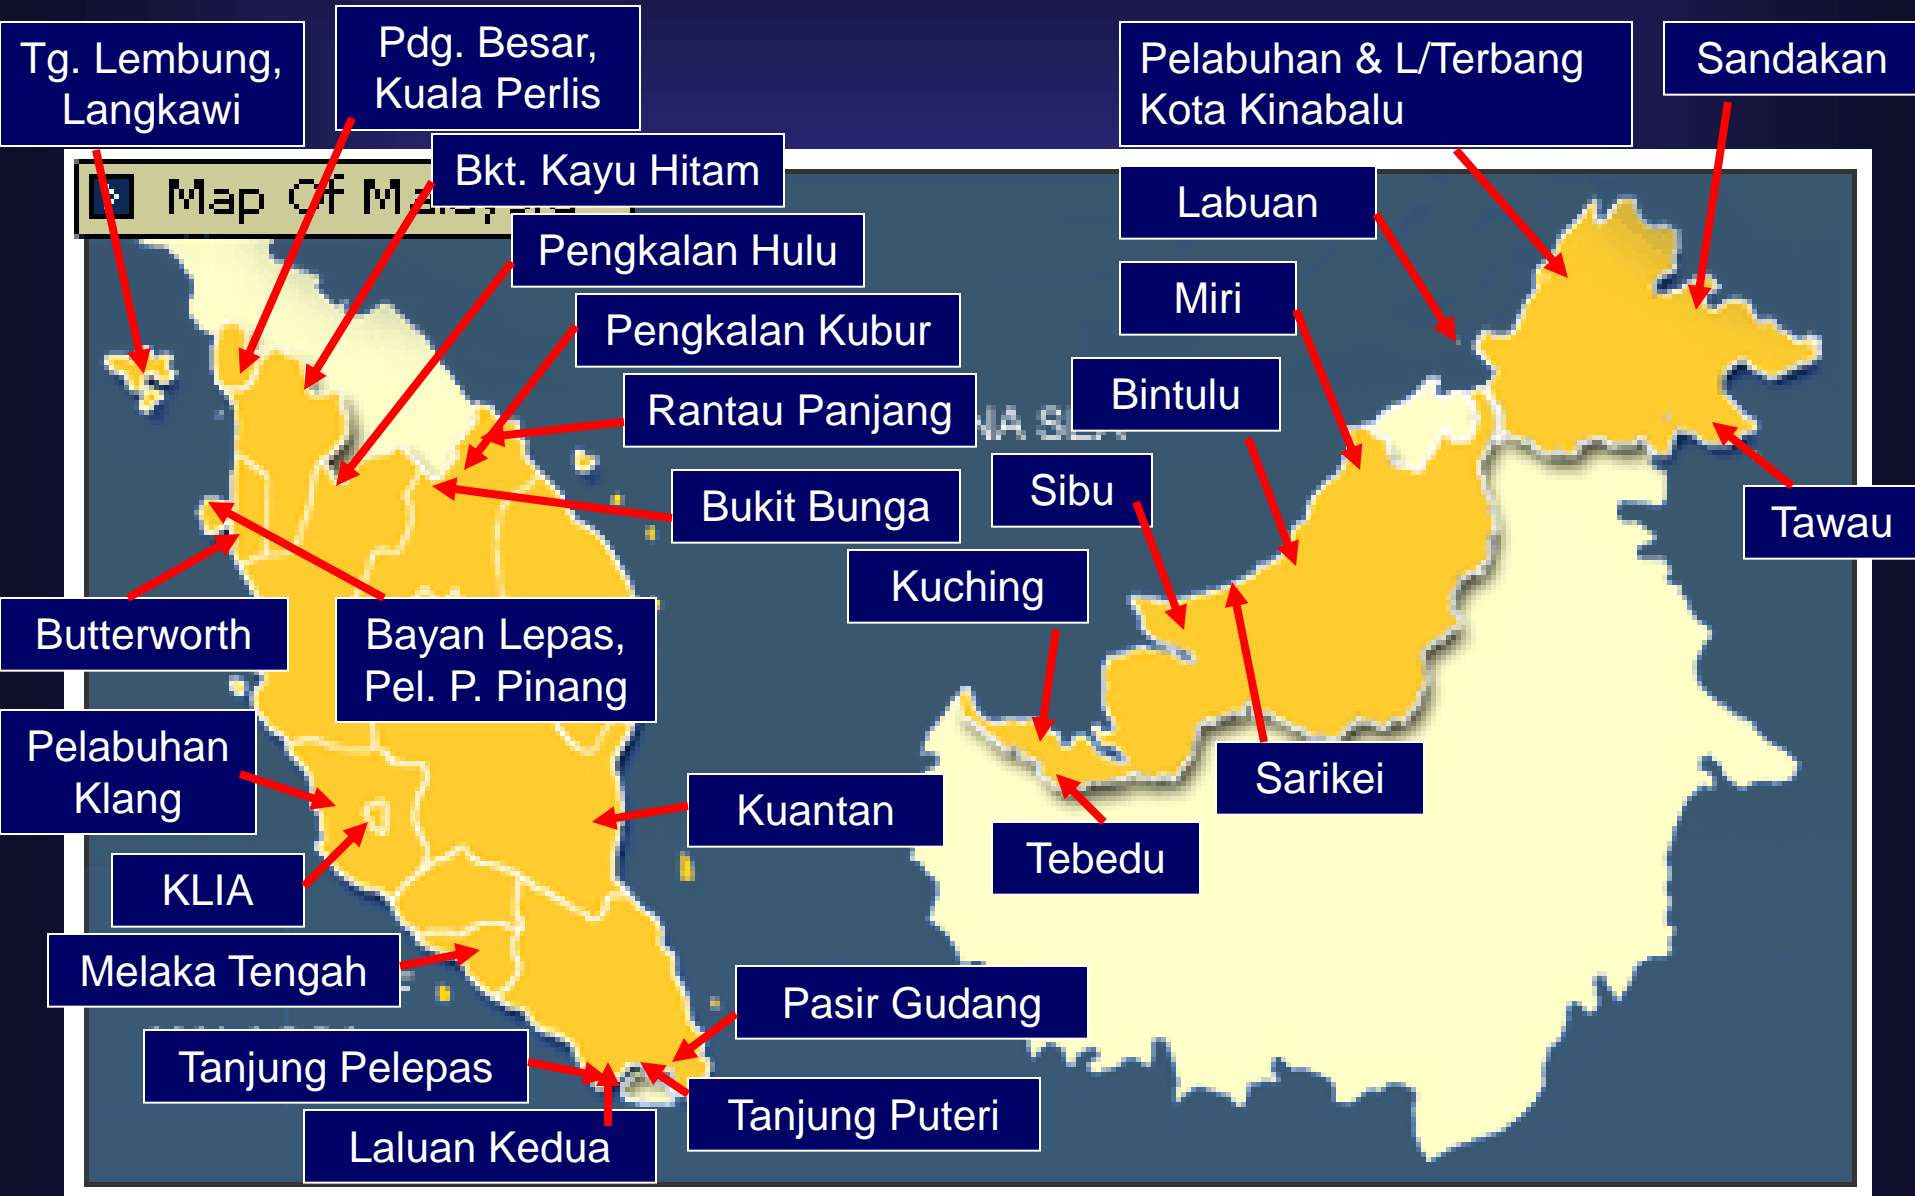 Tg. Lembung,
Langkawi
Pdg. Besar,
Kuala Perlis
Pelabuhan & L/Terbang
Kota Kinabalu
Sandakan
Map Of
Bkt. Kayu Hitam
Labuan
Pengkalan Hulu
Miri
Pengkalan Kubur
Rantau Panjang
Bintulu
SEA
Sibu
Bukit Bunga
Tawau
Kuching
Butterworth
Bayan Lepas,
Pel. P. Pinang
Pelabuhan
Klang
Kuantan
Sarikei
Tebedu
KLIA
Melaka Tengah
Pasir Gudang
Tanjung Pelepas
Tanjung Puteri
Laluan Kedua